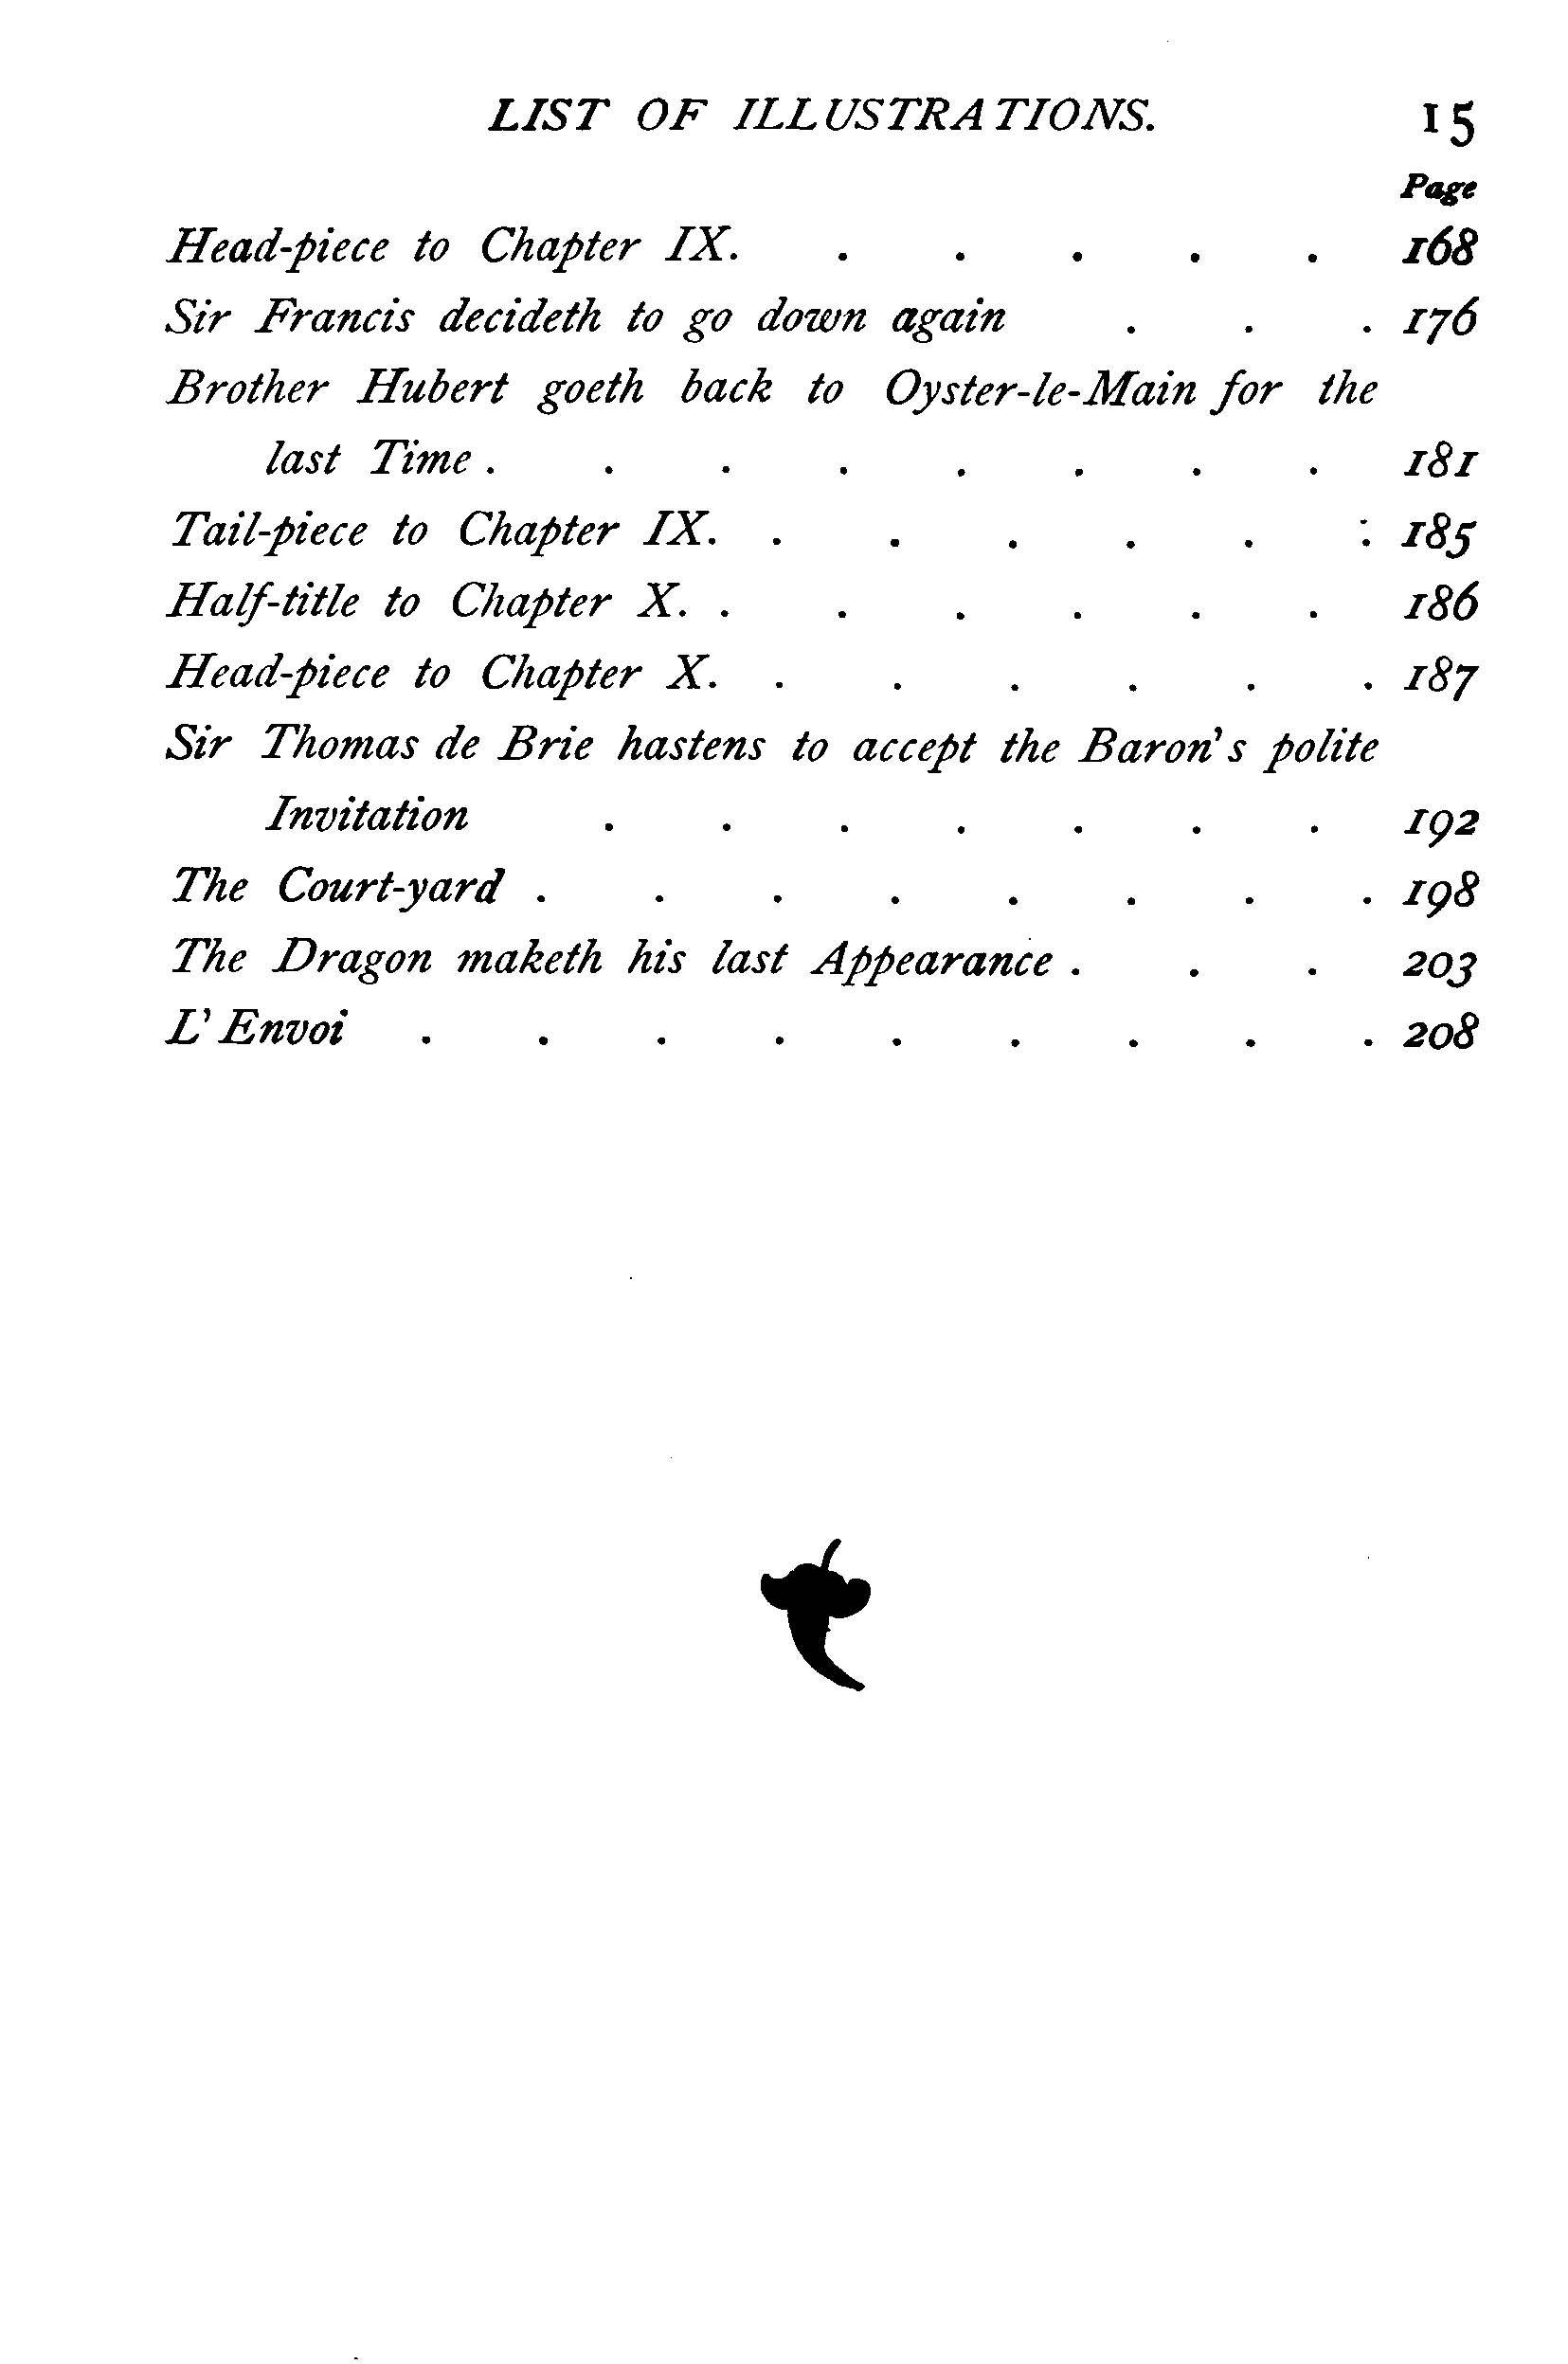 LIST OF ILLUSTRATIONS. 15
Page
Head-piece to Chapter IX. . . . . . 168
Sir Francis decideth to go down again . . . 176
Brother Hubert goeth back to Oyster-le-Main for the
last Time . . . . . . . . 181
Tail-piece to Chapter IX. . . . . . . 185
Half-title to Chapter X. . . . . . . 186
Head-piece to Chapter X. . . . . . . 187
Sir Thomas de Brie hastens to accept the Baron's polite
Invitation . . . . . . . 192
The Court-yard . . . . . . . . 198
The Dragon maketh his last Appearance . . . 203
L'Envoi . . . . . . . . . 208